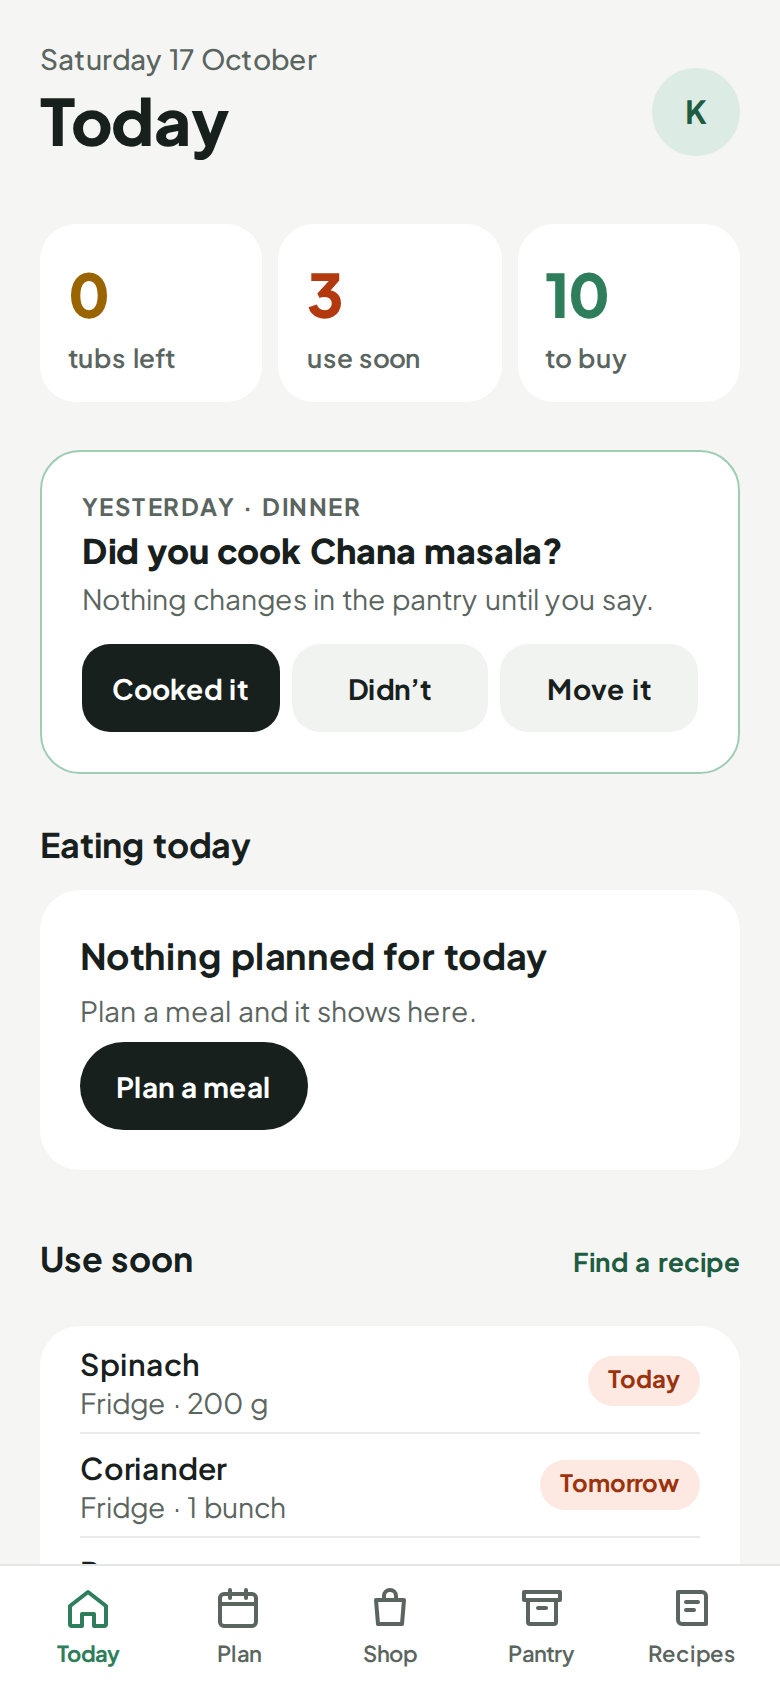 Saturday 17 October
Today
K
0
tubs left
3
use soon
10
to buy
YESTERDAY · DINNER
Did you cook Chana masala?
Nothing changes in the pantry until you say.
Cooked it
Didn’t
Move it
Eating today
Nothing planned for today
Plan a meal and it shows here.
Plan a meal
Use soon
Find a recipe
Spinach
Fridge · 200 g
Today
Coriander
Fridge · 1 bunch
Tomorrow
Today
Plan
Shop
Pantry
Recipes